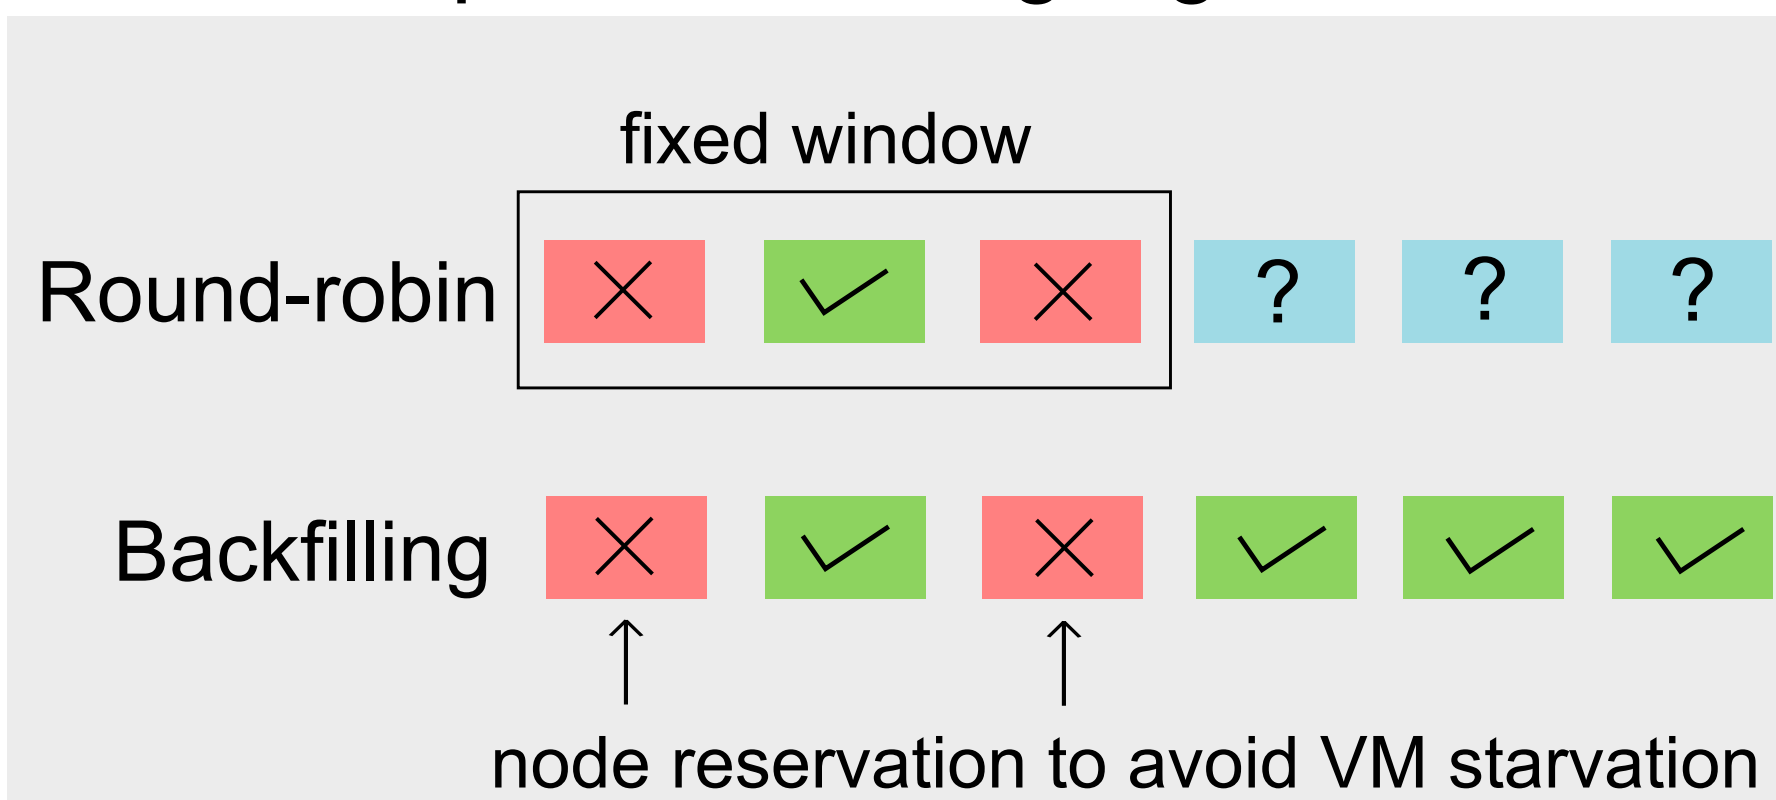 fixed window
Round-robin ? ? ?
Backfilling
node reservation to avoid VM starvation